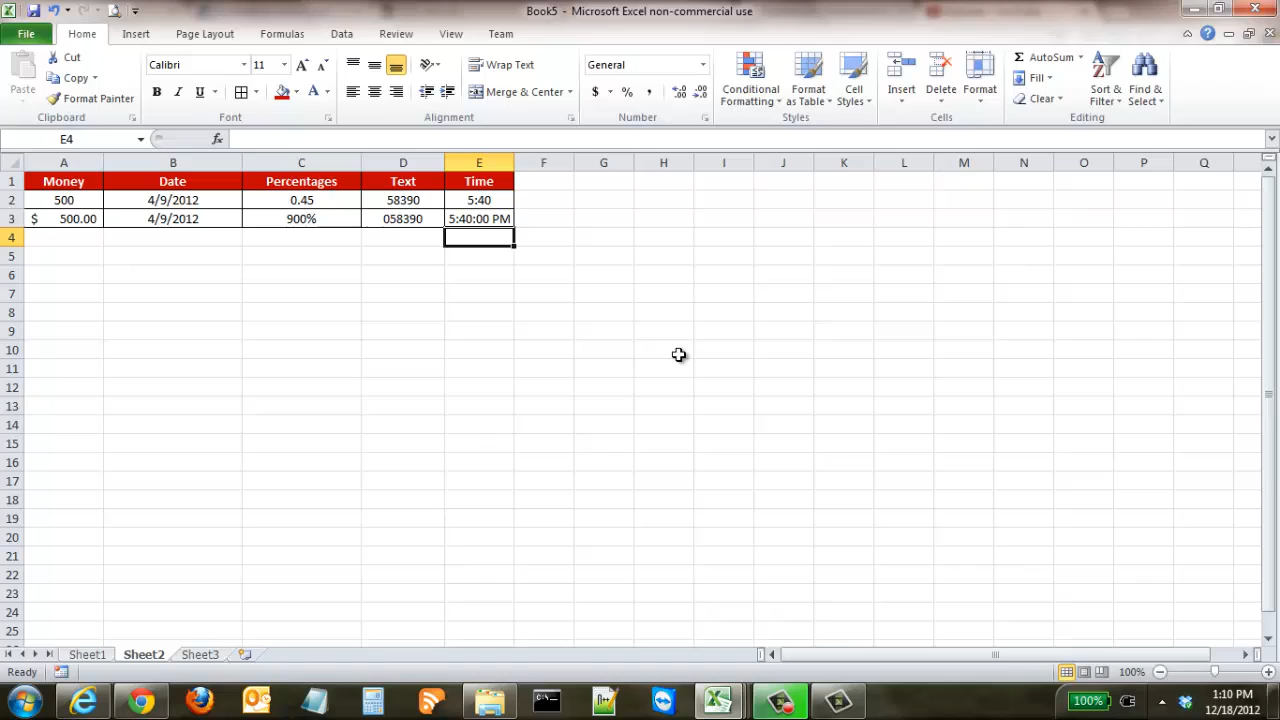 Book5 - Microsoft Excel non-commercial use
File Home Insert Page Layout Formulas Data Review View Team
Cut
Copy
Format Painter
Paste
Clipboard
Calibri 11
B I U
Font
Wrap Text
Merge & Center
Alignment
General
$ % ,
Number
Conditional Formatting
Format as Table
Cell Styles
Styles
Insert Delete Format
Cells
Σ AutoSum
Fill
Clear
Sort & Filter
Find & Select
Editing
E4 fx
A B C D E F G H I J K L M N O P Q
1 Money Date Percentages Text Time
2 500 4/9/2012 0.45 58390 5:40
3 $ 500.00 4/9/2012 900% 058390 5:40:00 PM
4
5
6
7
8
9
10
11
12
13
14
15
16
17
18
19
20
21
22
23
24
25
Sheet1 Sheet2 Sheet3
Ready 100%
100% 1:10 PM
12/18/2012